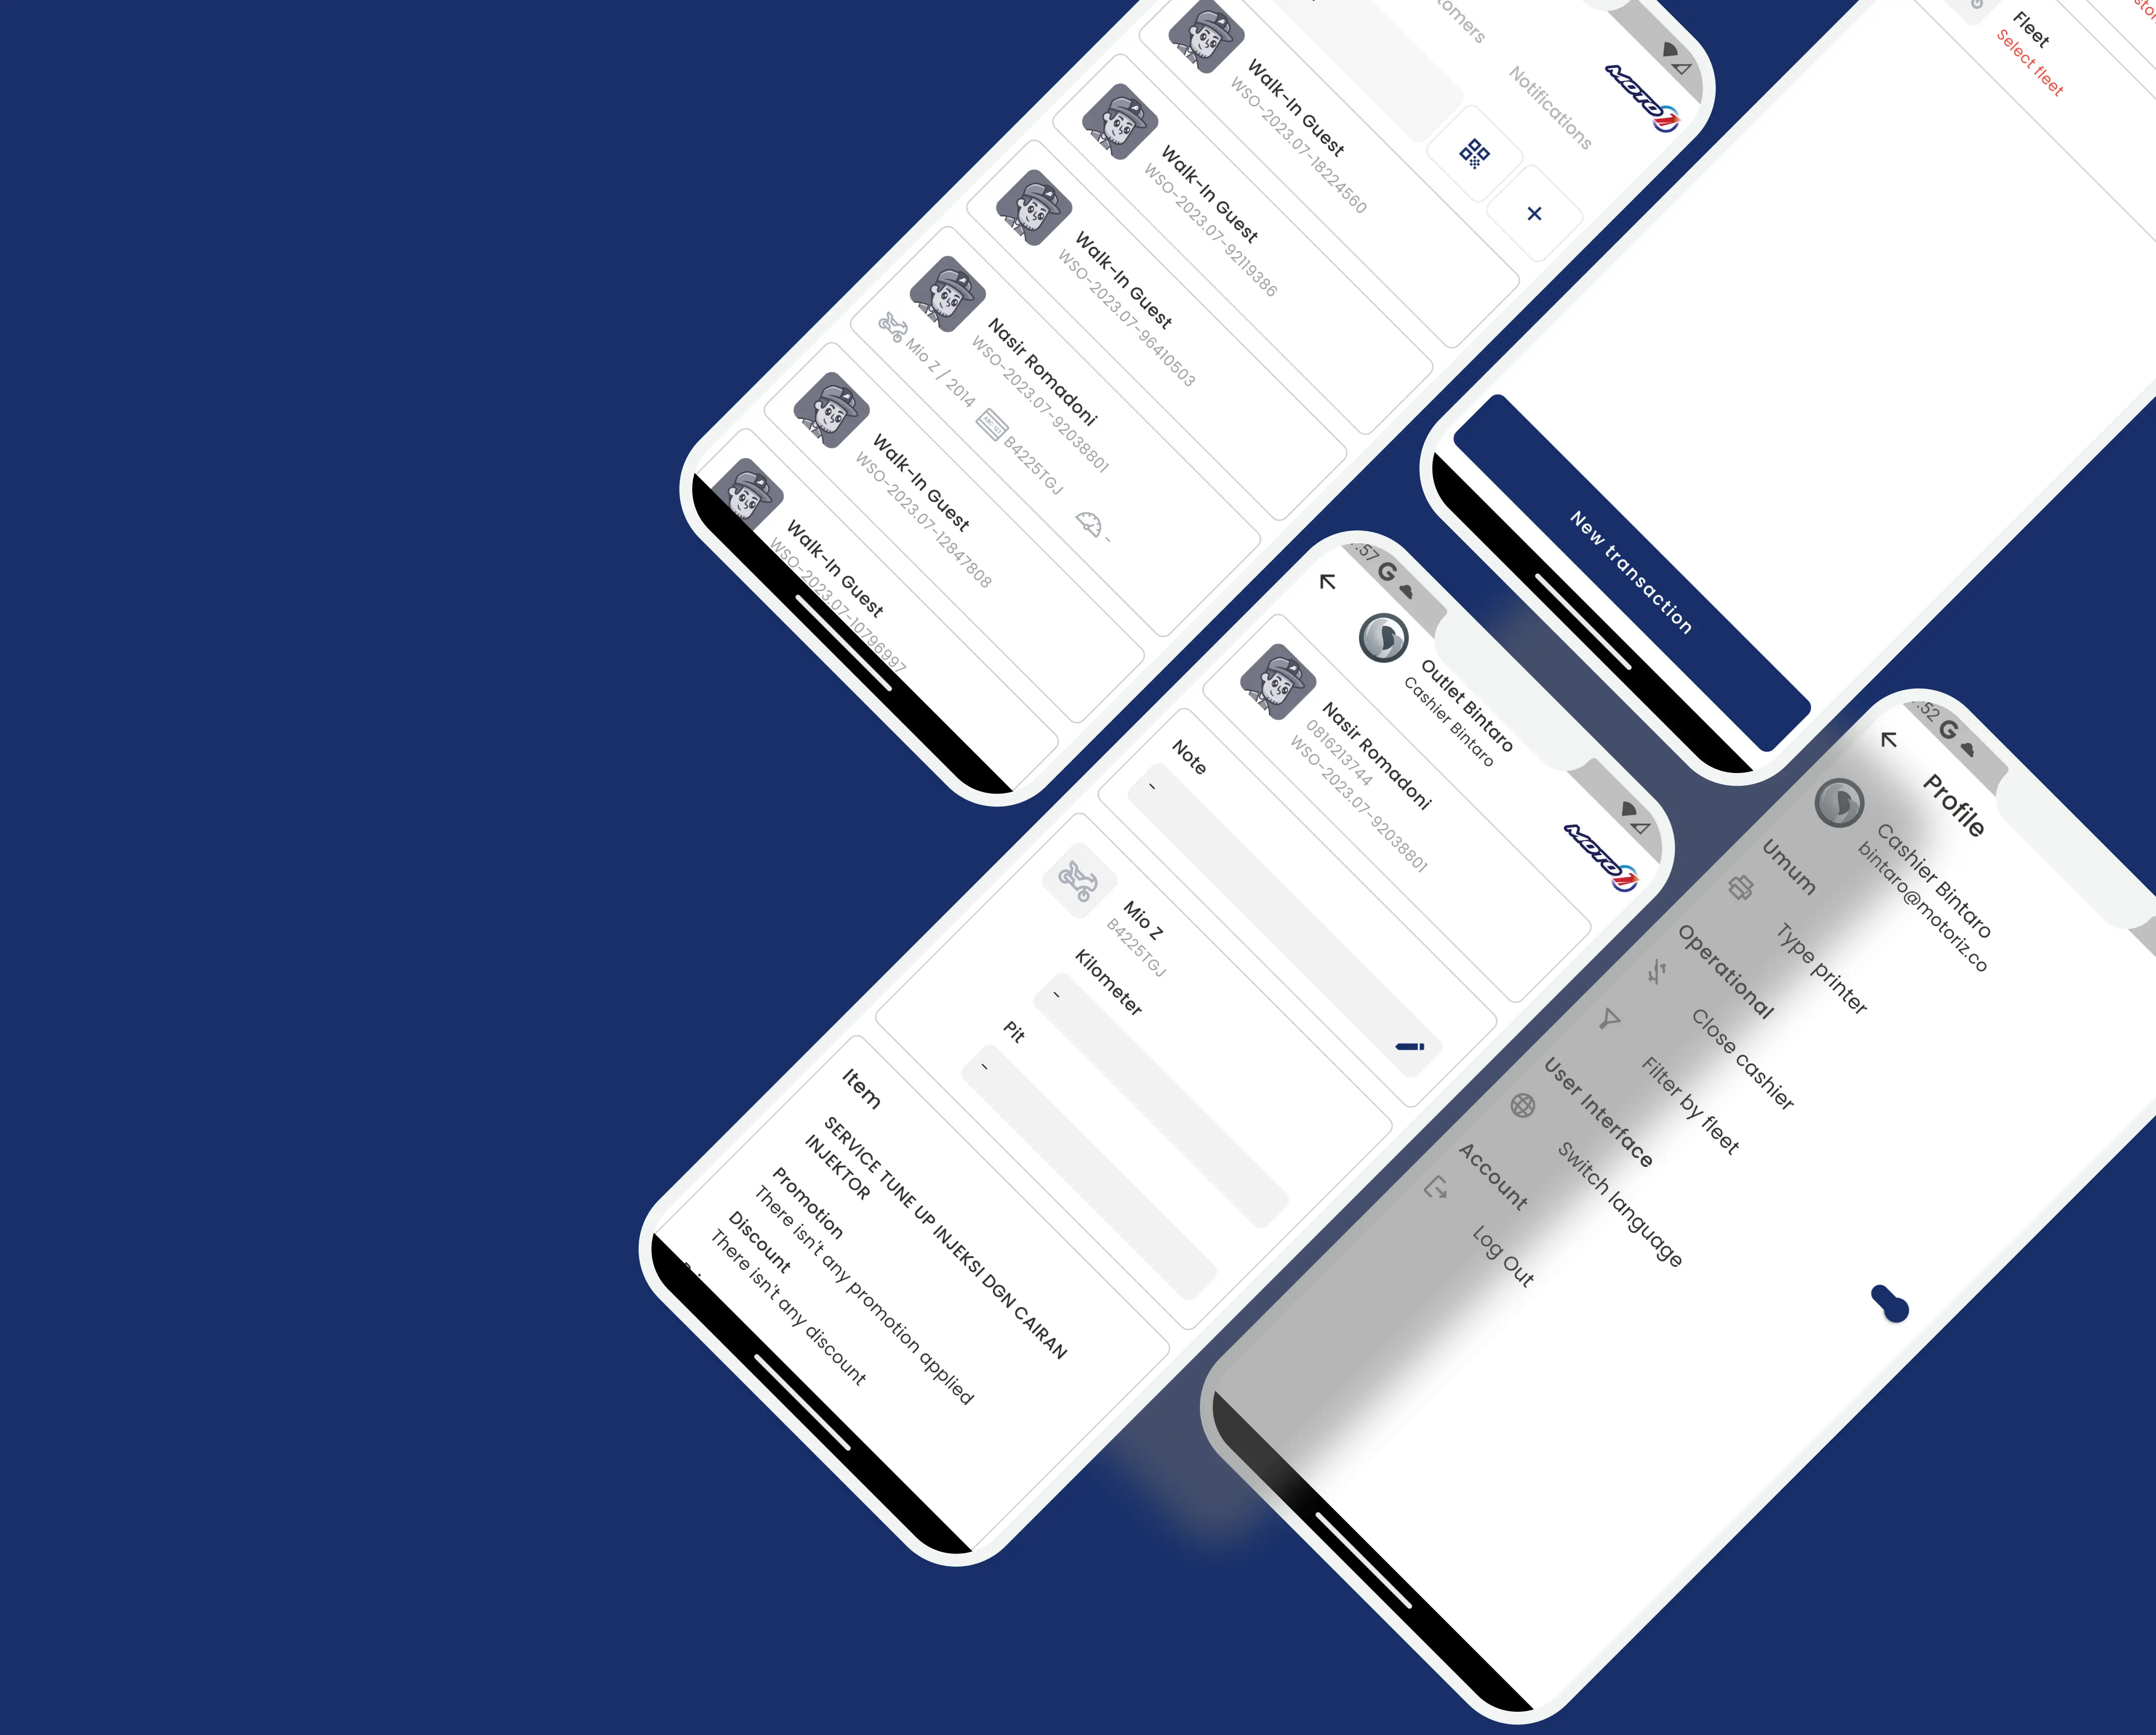 Notifications
MOTO1
Walk-In Guest
WSO-2023.07-18224560
Walk-In Guest
WSO-2023.07-92119386
Walk-In Guest
WSO-2023.07-96410503
Nasir Romadoni
WSO-2023.07-92038801
Mio Z / 2014
ABC 123
B4225TGJ
-
Walk-In Guest
WSO-2023.07-12847808
Walk-In Guest
WSO-2023.07-10796997
Fleet
Select fleet
New transaction
:57 G
Outlet Bintaro
Cashier Bintaro
MOTO1
Nasir Romadoni
0816213744
WSO-2023.07-92038801
Note
-
Mio Z
B4225TGJ
Kilometer
-
Pit
-
Item
SERVICE TUNE UP INJEKSI DGN CAIRAN
INJEKTOR
Promotion
There isn't any promotion applied
Discount
There isn't any discount
:52 G
Profile
Cashier Bintaro
bintaro@motoriz.co
Umum
Type printer
Operational
Close cashier
Filter by fleet
User Interface
Switch language
Account
Log Out